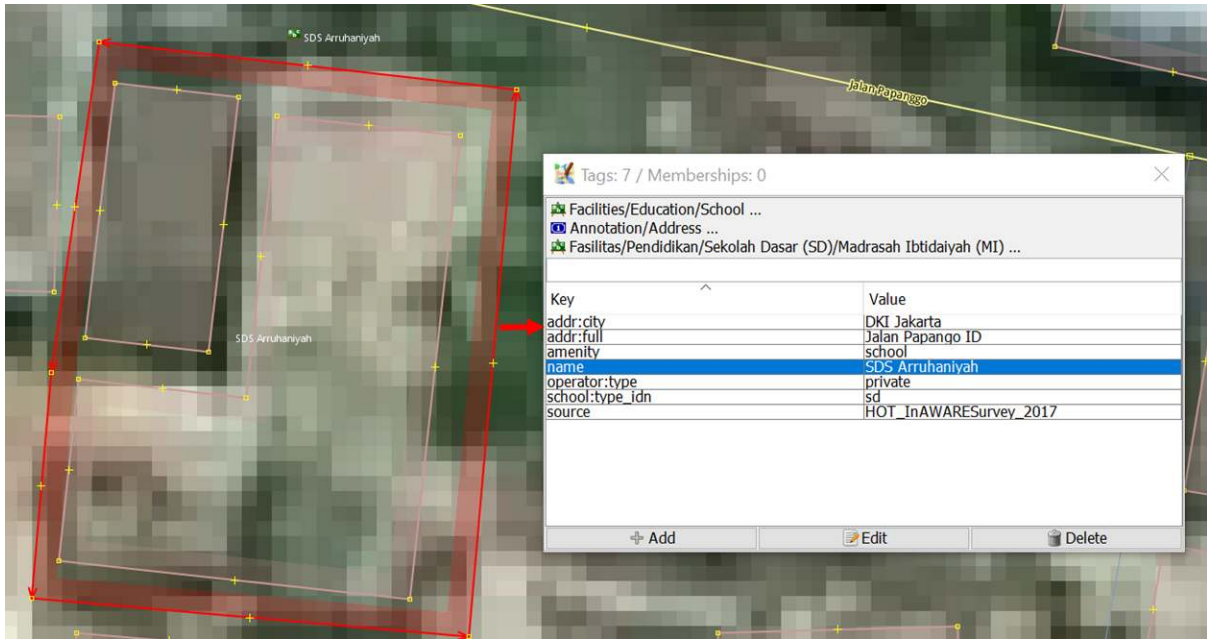 SDS Arruhaniyah
Jalan Papanggo
SDS Arruhaniyah
Tags: 7 / Memberships: 0
Facilities/Education/School ...
Annotation/Address ...
Fasilitas/Pendidikan/Sekolah Dasar (SD)/Madrasah Ibtidaiyah (MI) ...
Key Value
addr:city DKI Jakarta
addr:full Jalan Papango ID
amenity school
name SDS Arruhaniyah
operator:type private
school:type_idn sd
source HOT_InAWARESurvey_2017
Add Edit Delete